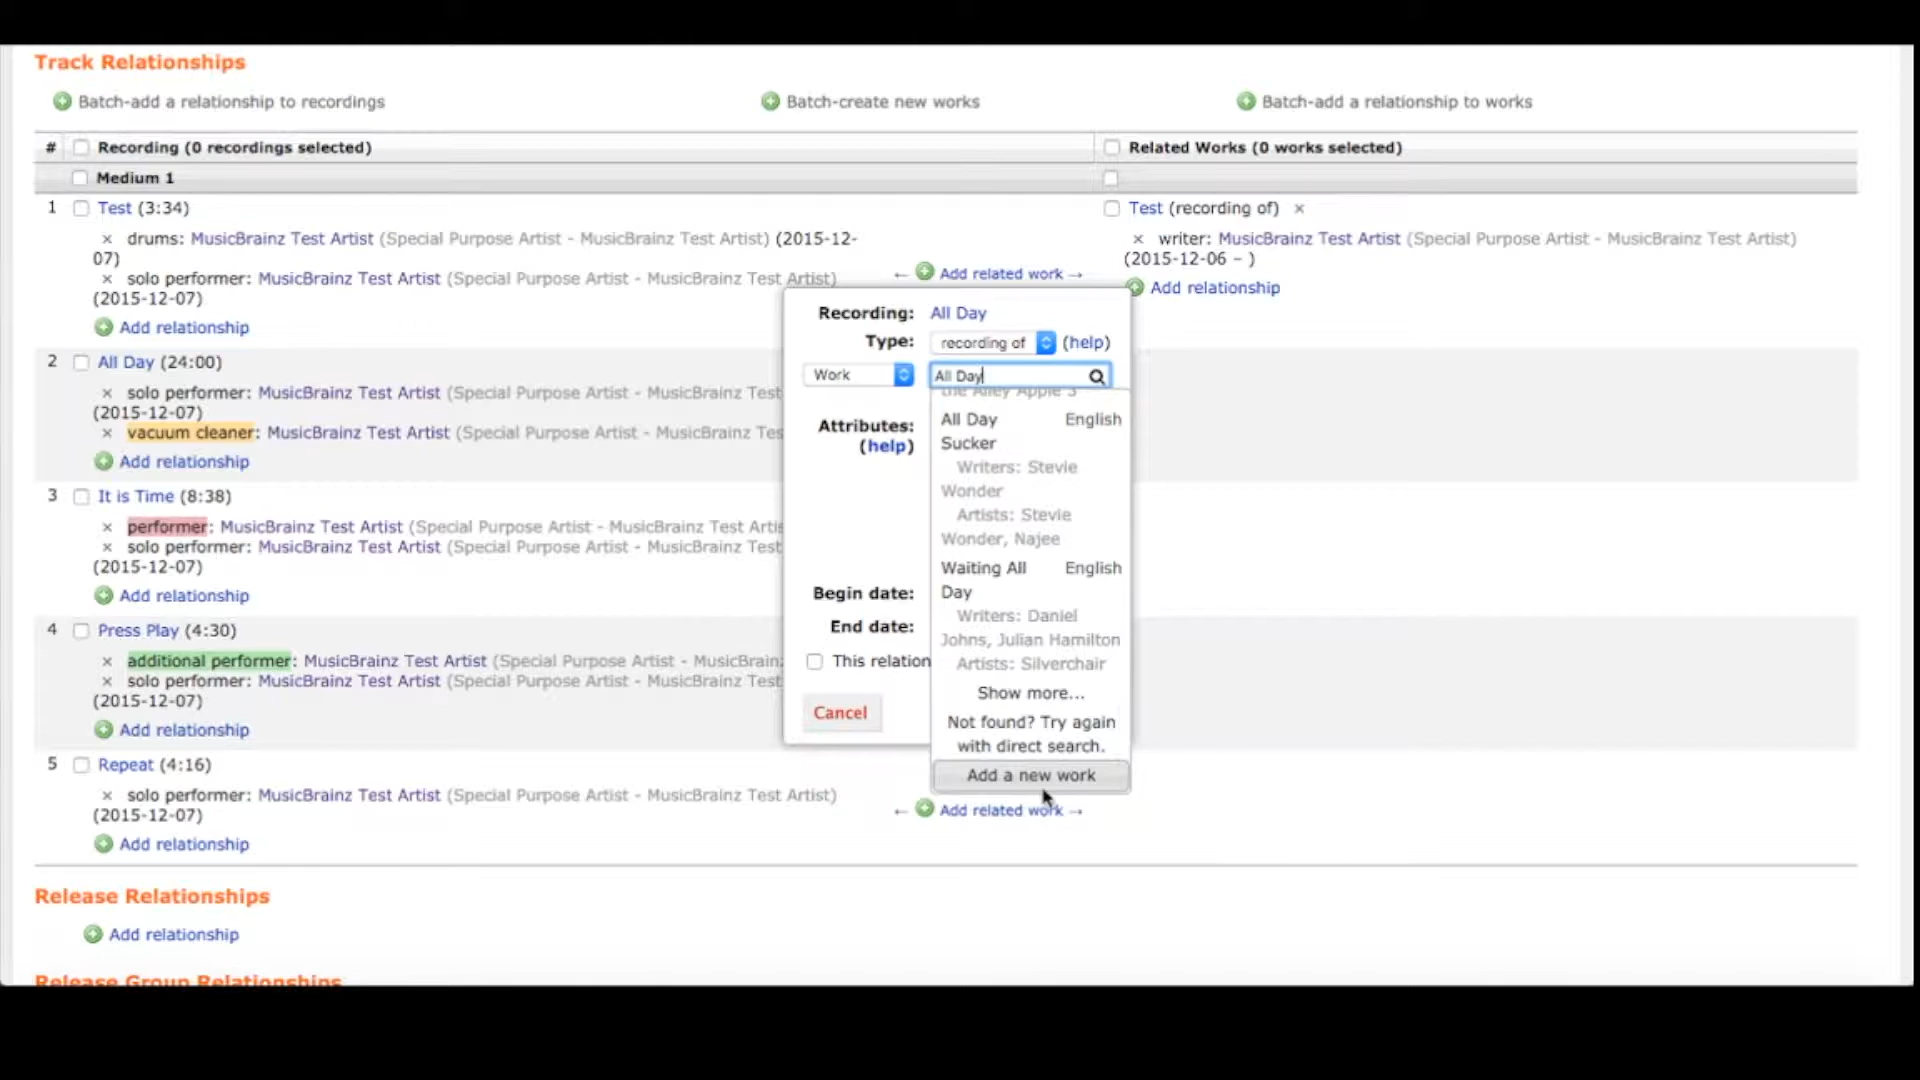 Track Relationships
Batch-add a relationship to recordings
Batch-create new works
Batch-add a relationship to works
# Recording (0 recordings selected)
Related Works (0 works selected)
Medium 1
1 Test (3:34)
× drums: MusicBrainz Test Artist (Special Purpose Artist - MusicBrainz Test Artist) (2015-12-
07)
× solo performer: MusicBrainz Test Artist (Special Purpose Artist - MusicBrainz Test Artist)
(2015-12-07)
Add relationship
← Add related work →
Test (recording of) ×
× writer: MusicBrainz Test Artist (Special Purpose Artist - MusicBrainz Test Artist)
(2015-12-06 – )
Add relationship
2 All Day (24:00)
× solo performer: MusicBrainz Test Artist (Special Purpose Artist - MusicBrainz Test
(2015-12-07)
× vacuum cleaner: MusicBrainz Test Artist (Special Purpose Artist - MusicBrainz Tes
Add relationship
3 It is Time (8:38)
× performer: MusicBrainz Test Artist (Special Purpose Artist - MusicBrainz Test Artis
× solo performer: MusicBrainz Test Artist (Special Purpose Artist - MusicBrainz Test
(2015-12-07)
Add relationship
4 Press Play (4:30)
× additional performer: MusicBrainz Test Artist (Special Purpose Artist - MusicBrain
× solo performer: MusicBrainz Test Artist (Special Purpose Artist - MusicBrainz Test
(2015-12-07)
Add relationship
5 Repeat (4:16)
× solo performer: MusicBrainz Test Artist (Special Purpose Artist - MusicBrainz Test Artist)
(2015-12-07)
Add relationship
← Add related work →
Recording: All Day
Type: recording of (help)
Work All Day
Attributes:
(help)
Begin date:
End date:
This relation
Cancel
the Alley Apple 3
All Day English
Sucker
Writers: Stevie
Wonder
Artists: Stevie
Wonder, Najee
Waiting All English
Day
Writers: Daniel
Johns, Julian Hamilton
Artists: Silverchair
Show more...
Not found? Try again
with direct search.
Add a new work
Release Relationships
Add relationship
Release Group Relationships